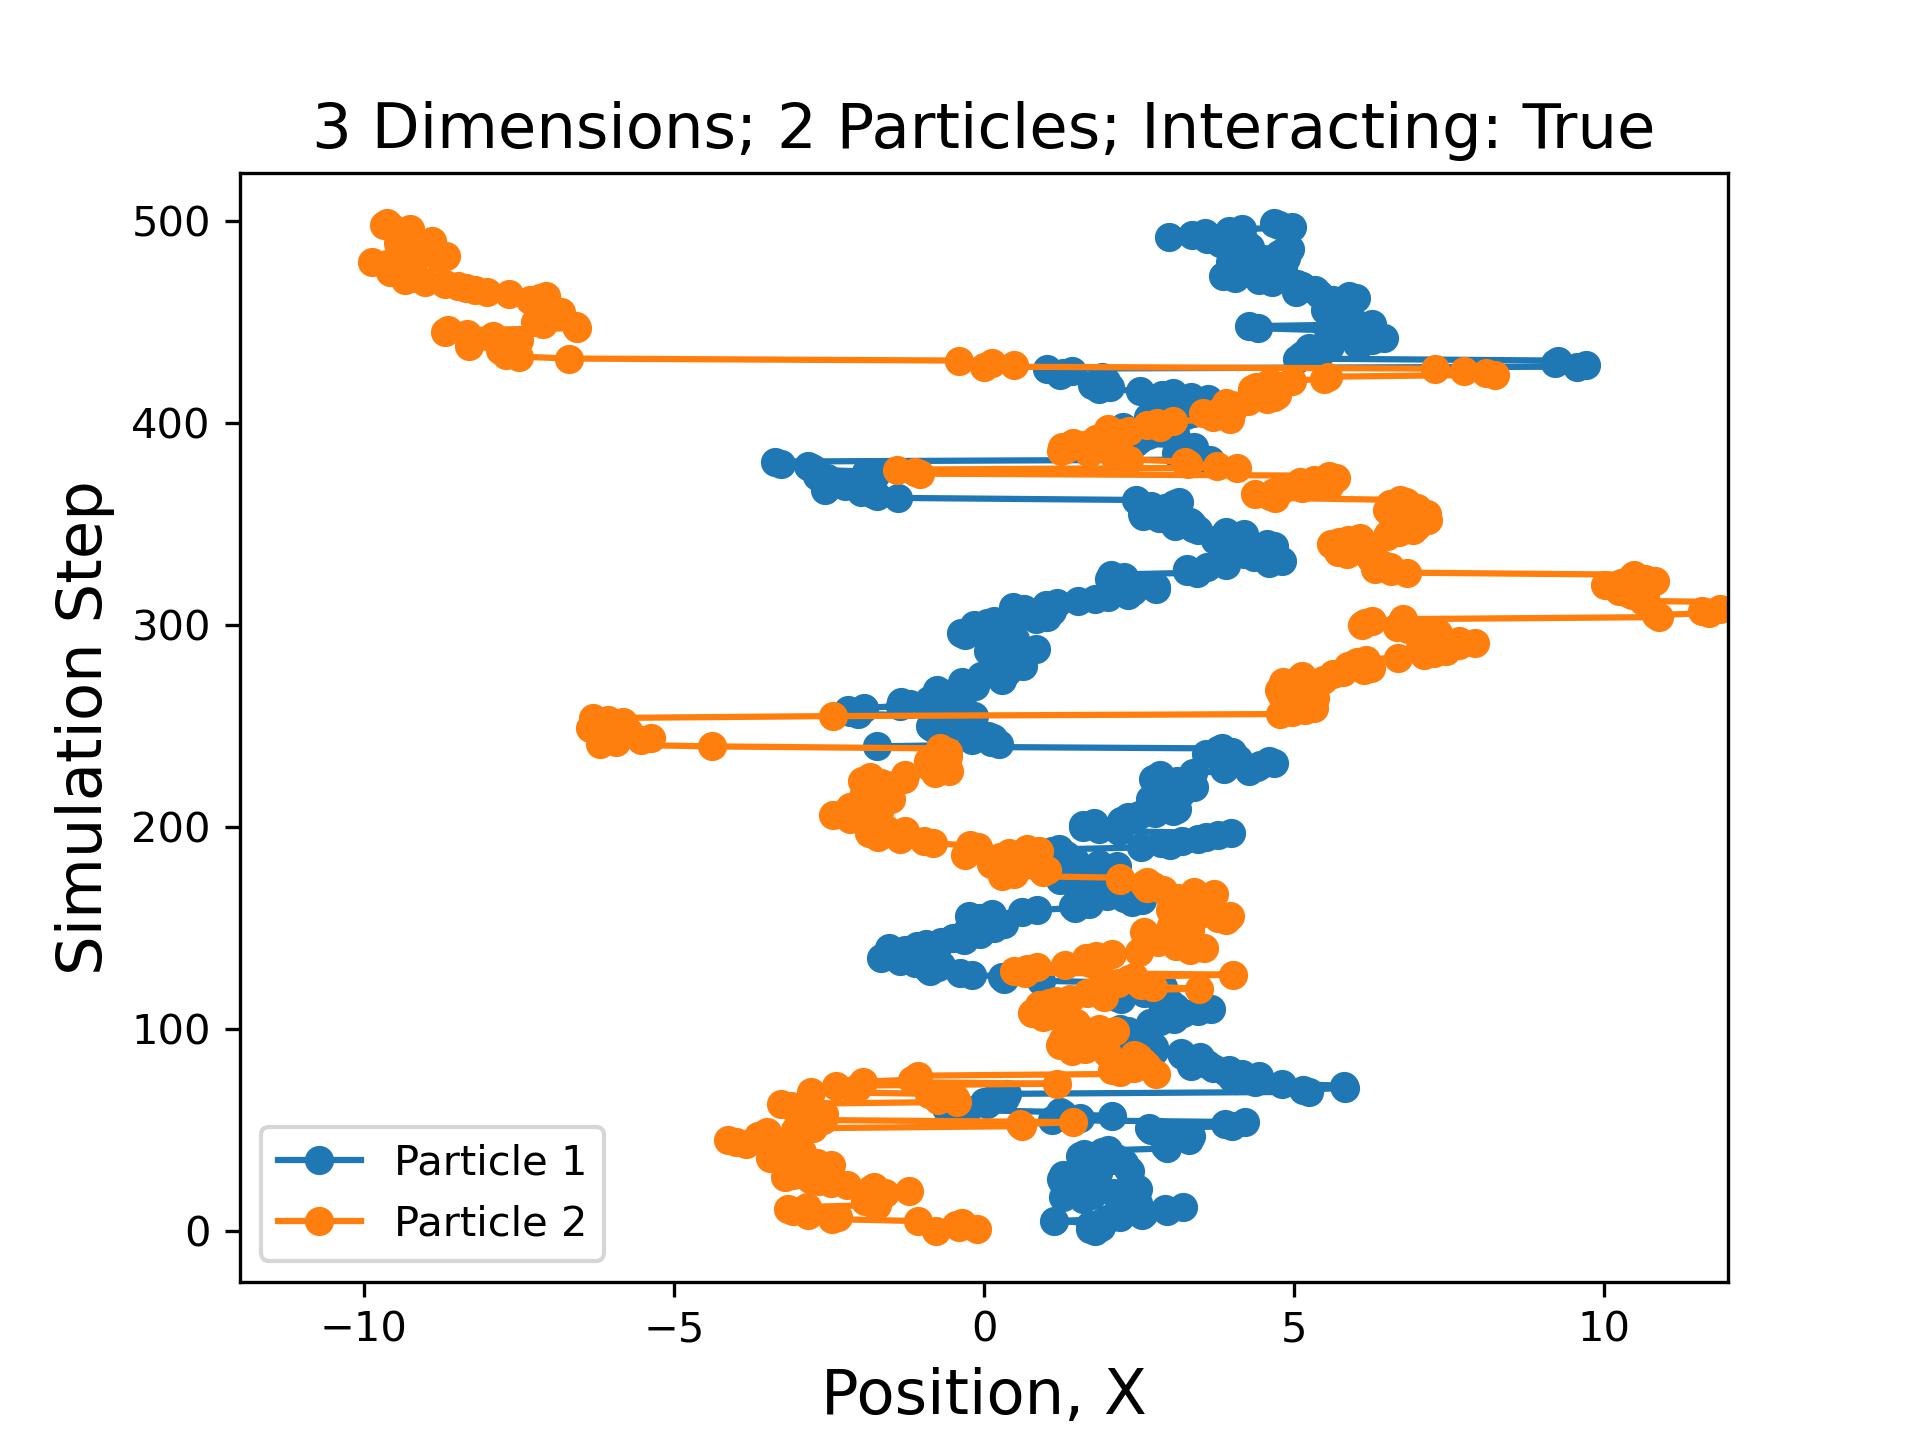 3 Dimensions; 2 Particles; Interacting: True
Simulation Step
500
400
300
200
100
0
Particle 1
Particle 2
−10 −5 0 5 10
Position, X